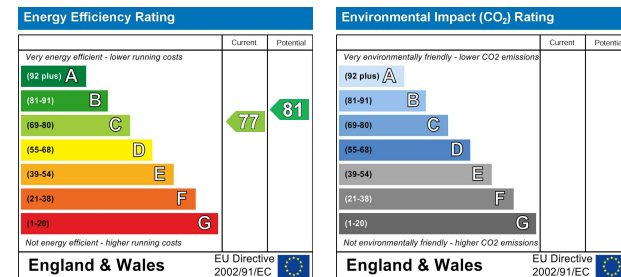 Energy Efficiency Rating
Current Potential
Very energy efficient - lower running costs
(92 plus) A
(81-91) B
(69-80) C
(55-68) D
(39-54) E
(21-38) F
(1-20) G
77
81
Not energy efficient - higher running costs
England & Wales
EU Directive
2002/91/EC
Environmental Impact (CO₂) Rating
Current Potential
Very environmentally friendly - lower CO2 emissions
(92 plus) A
(81-91) B
(69-80) C
(55-68) D
(39-54) E
(21-38) F
(1-20) G
Not environmentally friendly - higher CO2 emissions
England & Wales
EU Directive
2002/91/EC